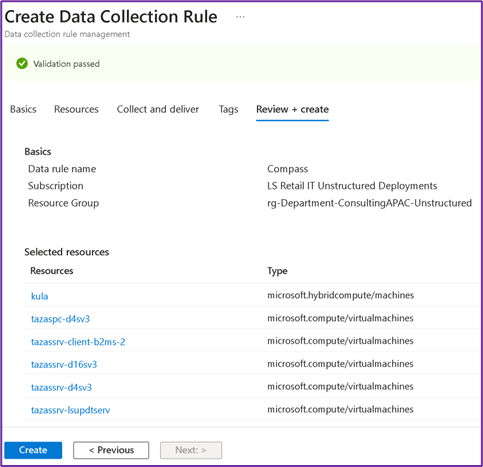 Create Data Collection Rule ...
Data collection rule management
Validation passed
Basics Resources Collect and deliver Tags Review + create
Basics
Data rule name Compass
Subscription LS Retail IT Unstructured Deployments
Resource Group rg-Department-ConsultingAPAC-Unstructured
Selected resources
Resources Type
kula microsoft.hybridcompute/machines
tazaspc-d4sv3 microsoft.compute/virtualmachines
tazassrv-client-b2ms-2 microsoft.compute/virtualmachines
tazassrv-d16sv3 microsoft.compute/virtualmachines
tazassrv-d4sv3 microsoft.compute/virtualmachines
tazassrv-lsupdtserv microsoft.compute/virtualmachines
Create < Previous Next: >